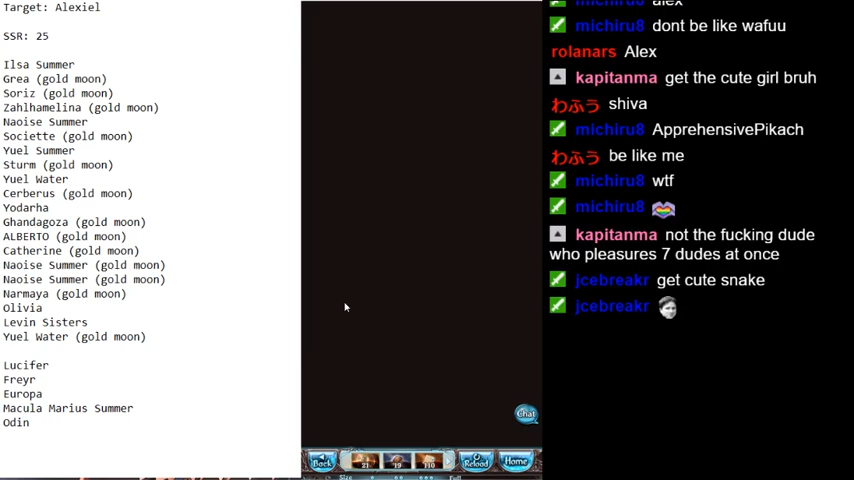 Target: Alexiel
SSR: 25
Ilsa Summer
Grea (gold moon)
Soriz (gold moon)
Zahlhamelina (gold moon)
Naoise Summer
Societte (gold moon)
Yuel Summer
Sturm (gold moon)
Yuel Water
Cerberus (gold moon)
Yodarha
Ghandagoza (gold moon)
ALBERTO (gold moon)
Catherine (gold moon)
Naoise Summer (gold moon)
Naoise Summer (gold moon)
Narmaya (gold moon)
Olivia
Levin Sisters
Yuel Water (gold moon)
Lucifer
Freyr
Europa
Macula Marius Summer
Odin
Chat
Back
21
19
110
Reload
Home
Size
Full
michiru8 dont be like wafuu
rolanars Alex
kapitanma get the cute girl bruh
わふう shiva
michiru8 ApprehensivePikach
わふう be like me
michiru8 wtf
michiru8
kapitanma not the fucking dude
who pleasures 7 dudes at once
jcebreakr get cute snake
jcebreakr